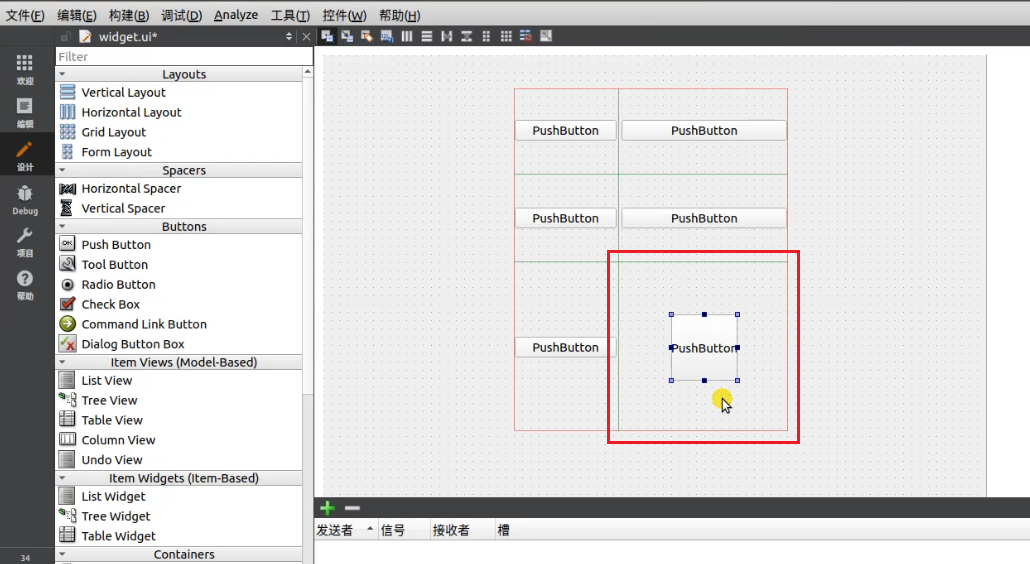 文件(F) 编辑(E) 构建(B) 调试(D) Analyze 工具(T) 控件(W) 帮助(H)
widget.ui*
Filter
Layouts
Vertical Layout
Horizontal Layout
Grid Layout
Form Layout
Spacers
Horizontal Spacer
Vertical Spacer
Buttons
OK
Push Button
Tool Button
Radio Button
Check Box
Command Link Button
Dialog Button Box
Item Views (Model-Based)
List View
Tree View
Table View
Column View
Undo View
Item Widgets (Item-Based)
List Widget
Tree Widget
Table Widget
Containers
欢迎
编辑
设计
Debug
项目
帮助
34
PushButton PushButton
PushButton PushButton
PushButton PushButton
发送者 信号 接收者 槽